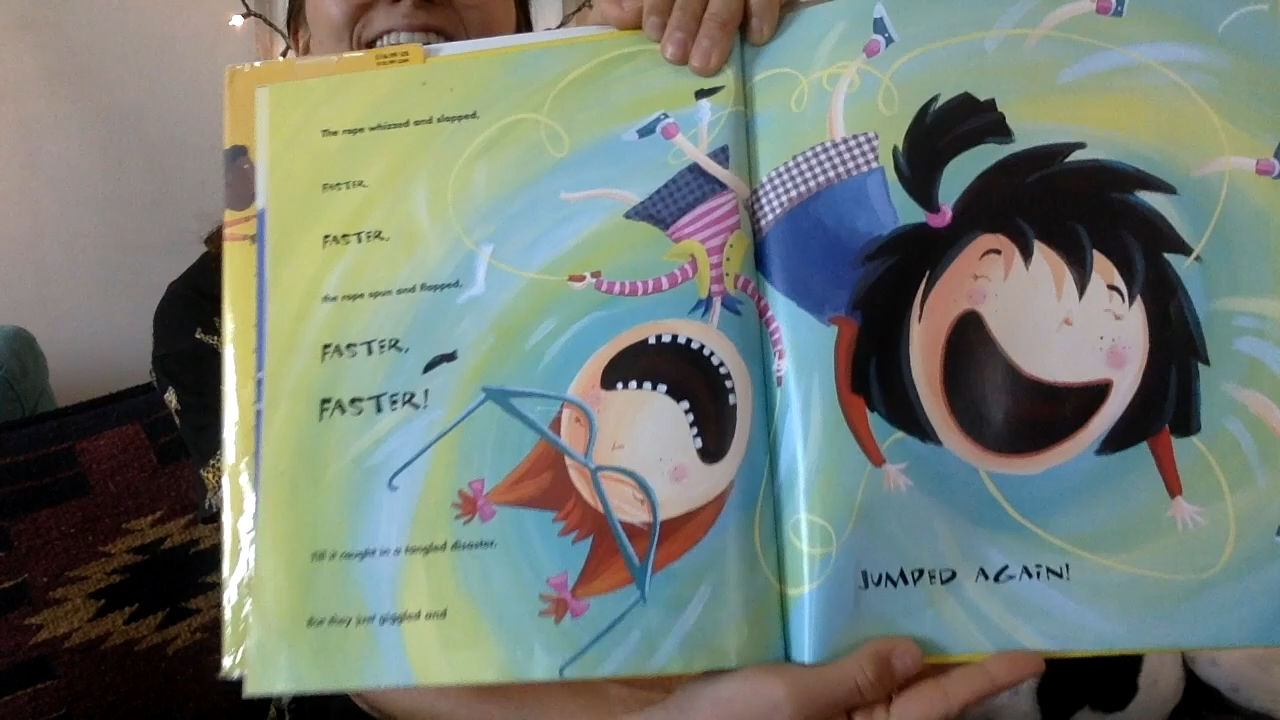 The rope whizzed and slapped,
FASTER,
FASTER,
the rope spun and flapped,
FASTER,
FASTER!
Till it caught in a tangled disaster.
But they just giggled and
JUMPED AGAIN!